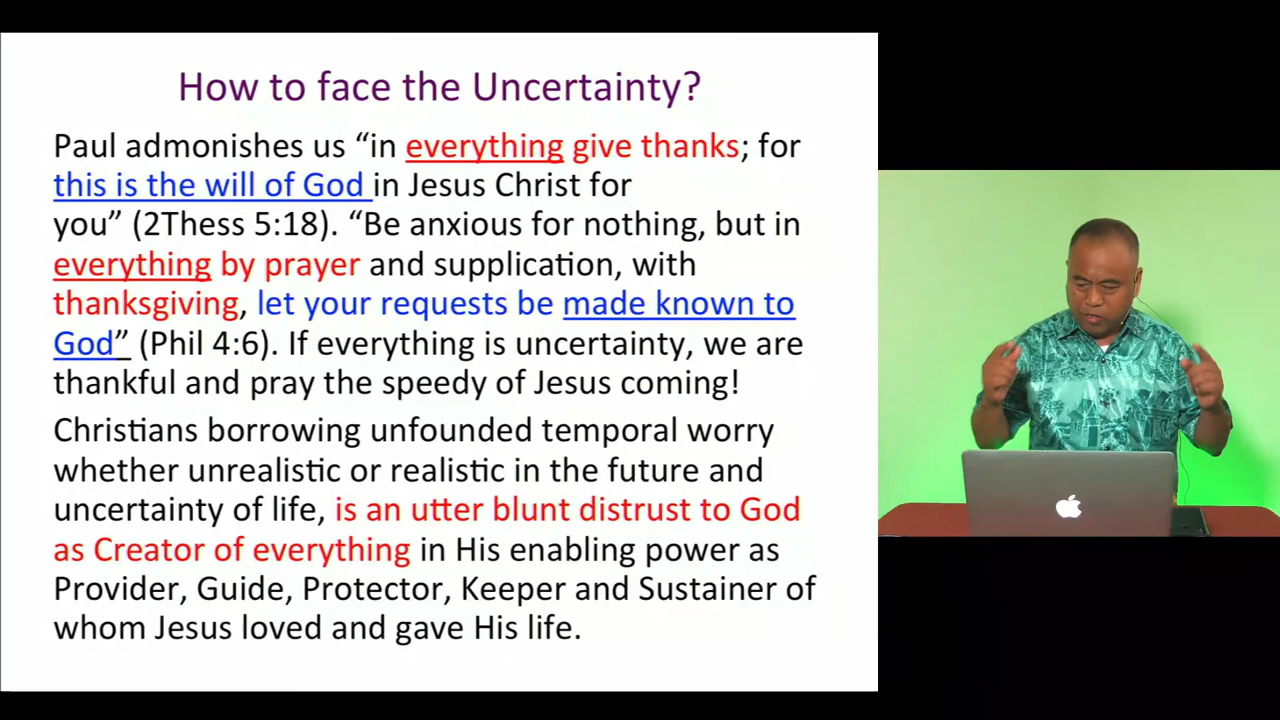 How to face the Uncertainty?
Paul admonishes us “in everything give thanks; for
this is the will of God in Jesus Christ for
you” (2Thess 5:18). “Be anxious for nothing, but in
everything by prayer and supplication, with
thanksgiving, let your requests be made known to
God” (Phil 4:6). If everything is uncertainty, we are
thankful and pray the speedy of Jesus coming!
Christians borrowing unfounded temporal worry
whether unrealistic or realistic in the future and
uncertainty of life, is an utter blunt distrust to God
as Creator of everything in His enabling power as
Provider, Guide, Protector, Keeper and Sustainer of
whom Jesus loved and gave His life.